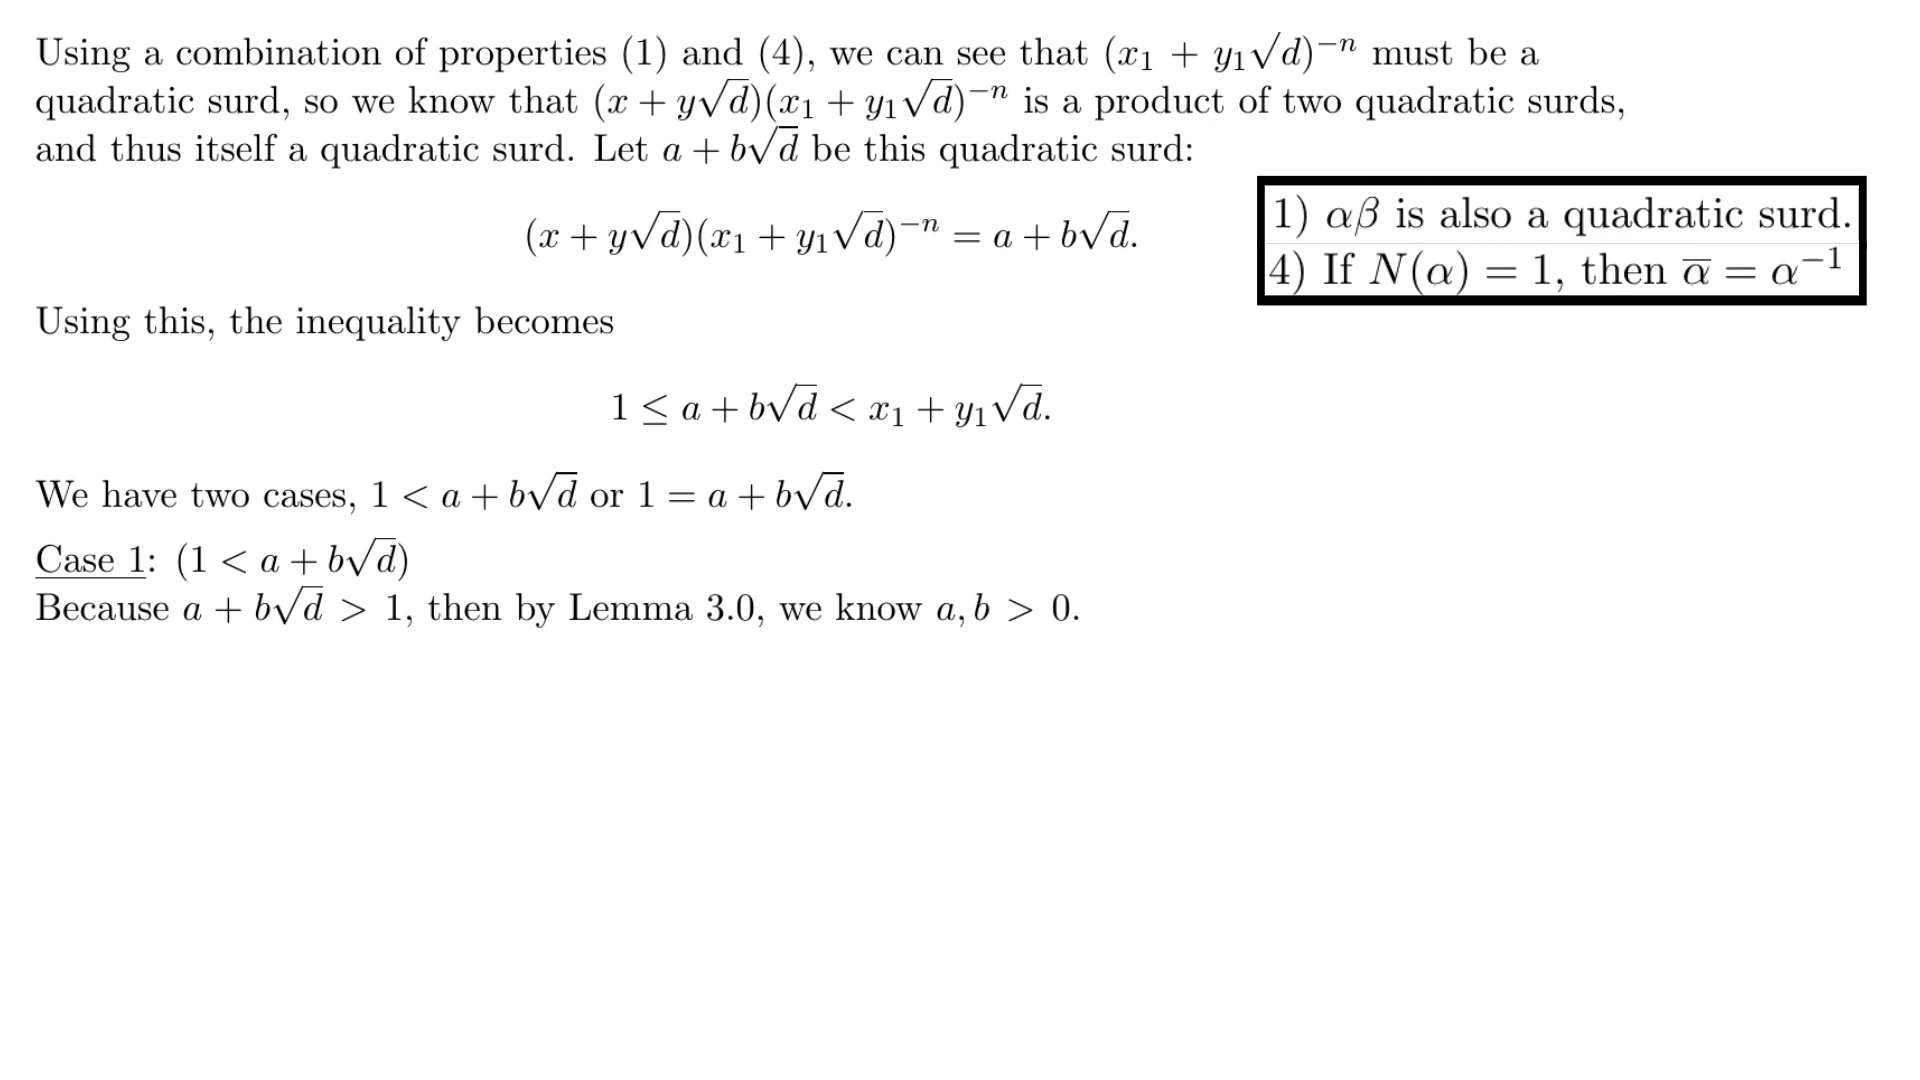 Using a combination of properties (1) and (4), we can see that (x₁ + y₁√d)⁻ⁿ must be a
quadratic surd, so we know that (x + y√d)(x₁ + y₁√d)⁻ⁿ is a product of two quadratic surds,
and thus itself a quadratic surd. Let a + b√d be this quadratic surd:
(x + y√d)(x₁ + y₁√d)⁻ⁿ = a + b√d.
1) αβ is also a quadratic surd.
4) If N(α) = 1, then α̅ = α⁻¹
Using this, the inequality becomes
1 ≤ a + b√d < x₁ + y₁√d.
We have two cases, 1 < a + b√d or 1 = a + b√d.
Case 1: (1 < a + b√d)
Because a + b√d > 1, then by Lemma 3.0, we know a, b > 0.